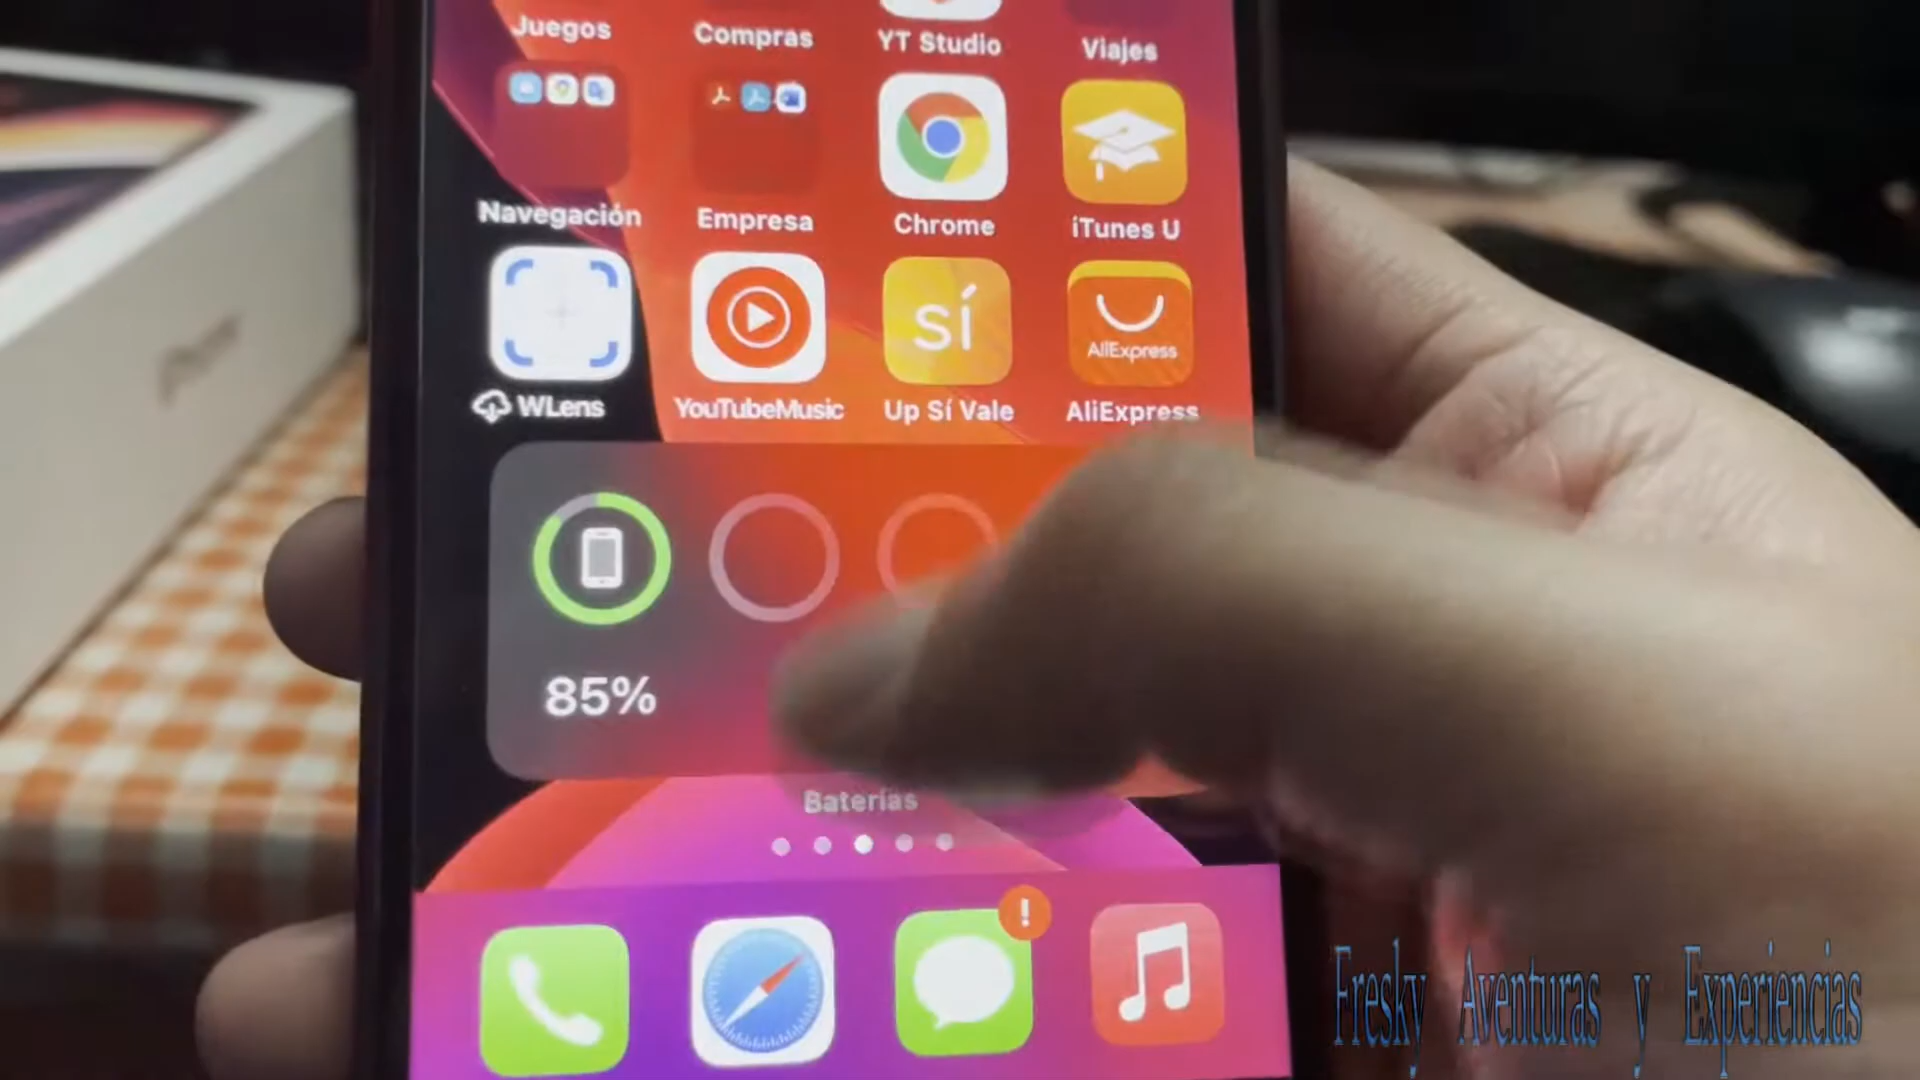 Juegos
Compras
YT Studio
Viajes
Navegación
Empresa
Chrome
iTunes U
sí
AliExpress
WLens
YouTubeMusic
Up Sí Vale
AliExpress
85%
Baterías
!
Fresky Aventuras y Experiencias